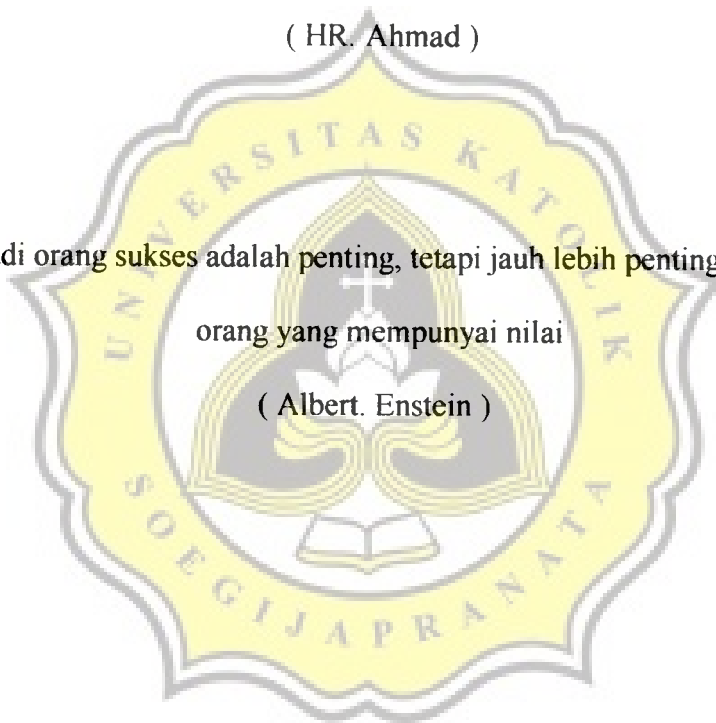 ( HR. Ahmad )
UNIVERSITAS KATOLIK
di orang sukses adalah penting, tetapi jauh lebih penting
orang yang mempunyai nilai
( Albert. Enstein )
SOEGIJAPRANATA